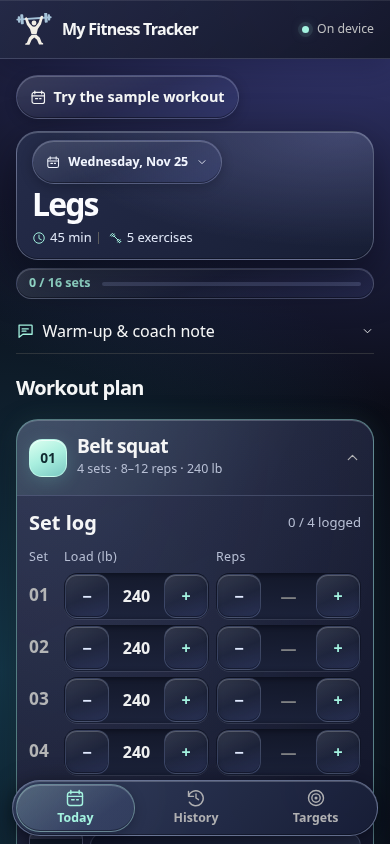 My Fitness Tracker
On device
Try the sample workout
Wednesday, Nov 25
Legs
45 min | 5 exercises
0 / 16 sets
Warm-up & coach note
Workout plan
01
Belt squat
4 sets · 8–12 reps · 240 lb
Set log
0 / 4 logged
Set Load (lb) Reps
01 − 240 + − — +
02 − 240 + − — +
03 − 240 + − — +
04 − 240 + − — +
Today History Targets